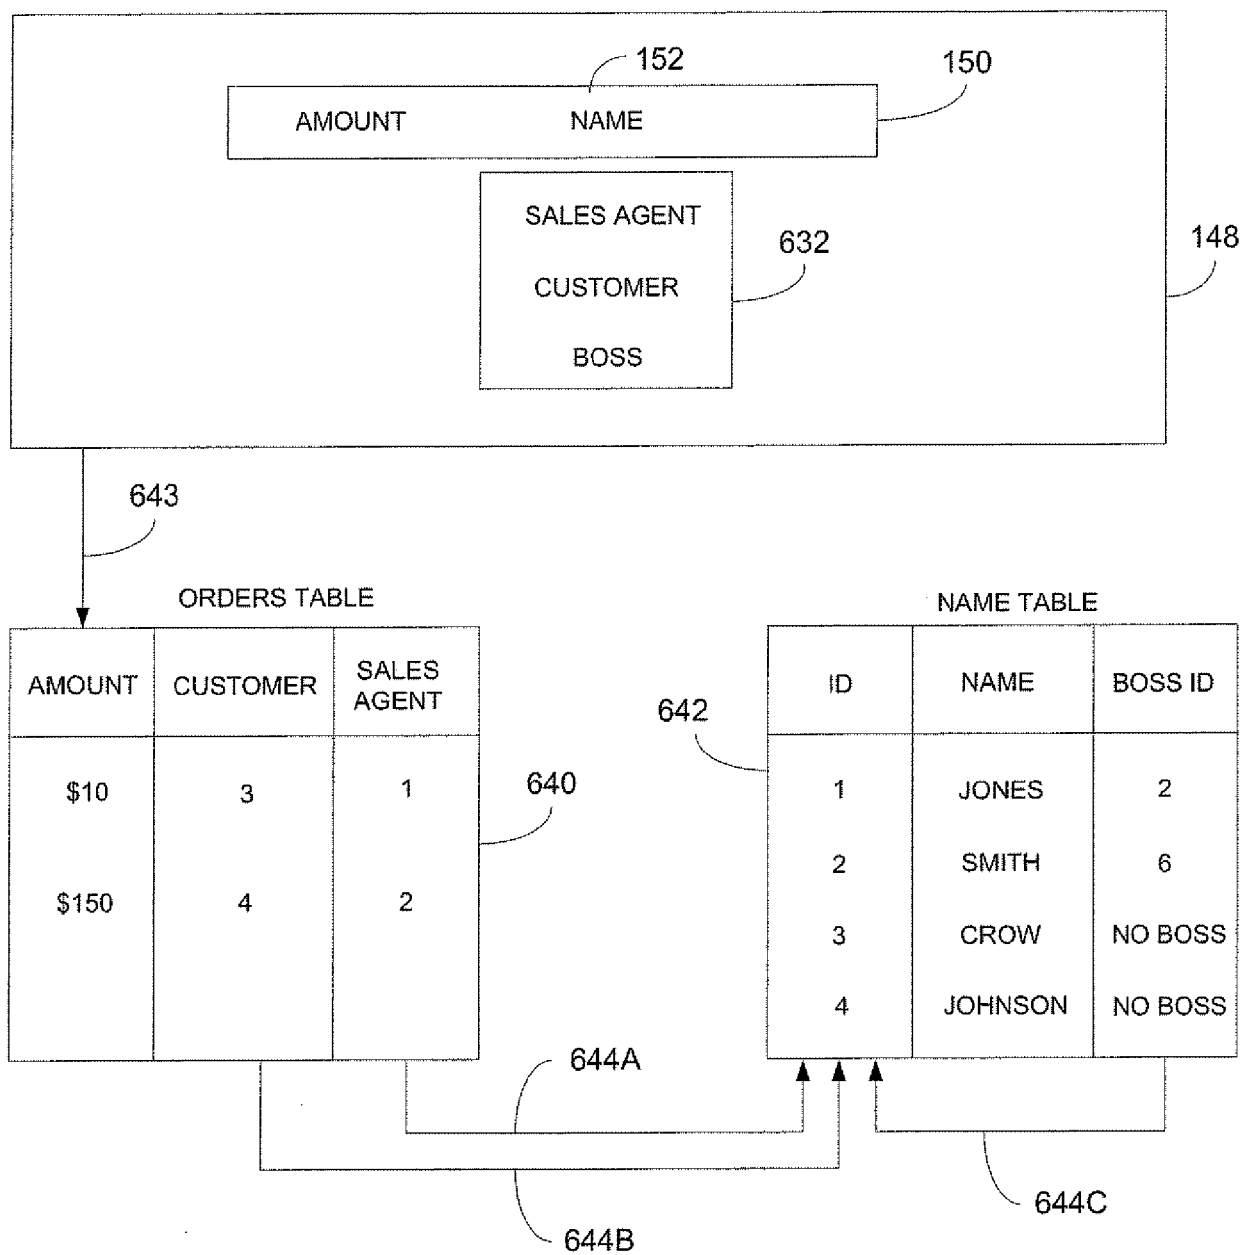 152
150
AMOUNT NAME
SALES AGENT
632
148
CUSTOMER
BOSS
643
ORDERS TABLE
NAME TABLE
AMOUNT CUSTOMER SALES AGENT
642
ID NAME BOSS ID
$10 3 1
640
1 JONES 2
2 SMITH 6
$150 4 2
3 CROW NO BOSS
4 JOHNSON NO BOSS
644A
644C
644B